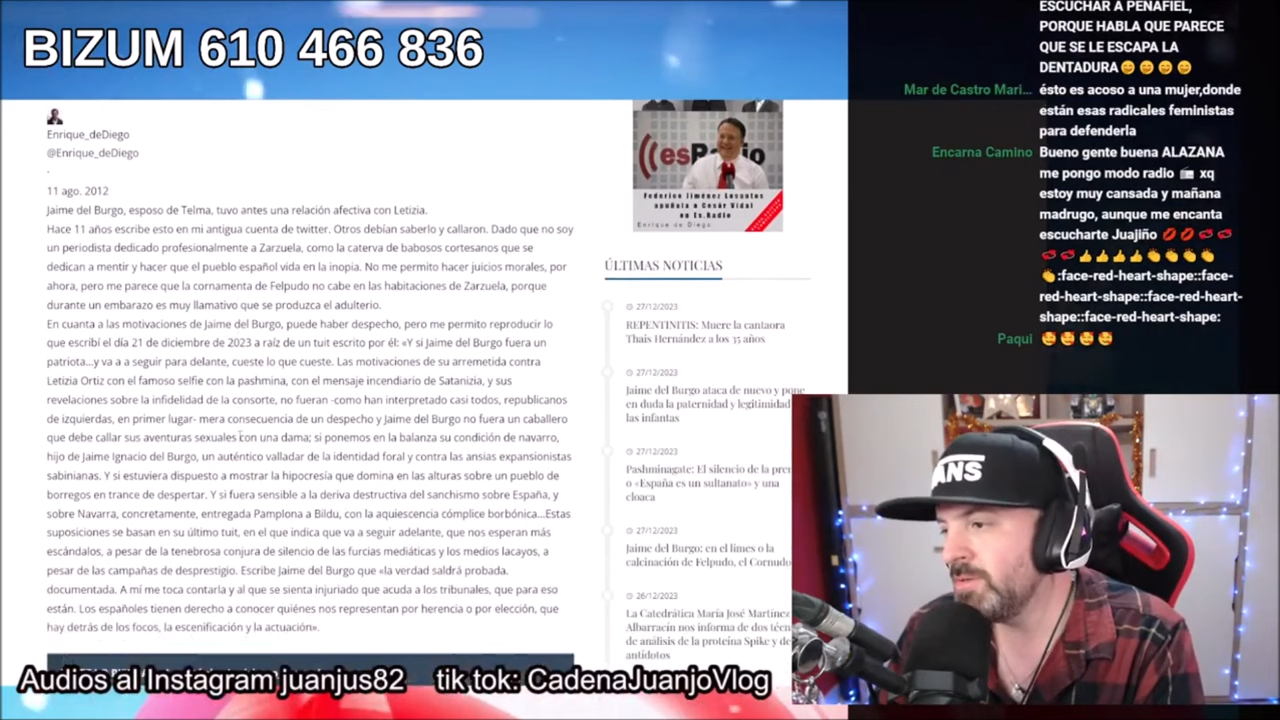 BIZUM 610 466 836
Enrique_deDiego
@Enrique_deDiego
.
11 ago. 2012
Jaime del Burgo, esposo de Telma, tuvo antes una relación afectiva con Letizia.
Hace 11 años escribe esto en mi antigua cuenta de twitter. Otros debían saberlo y callaron. Dado que no soy
un periodista dedicado profesionalmente a Zarzuela, como la caterva de babosos cortesanos que se
dedican a mentir y hacer que el pueblo español vida en la inopia. No me permito hacer juicios morales, por
ahora, pero me parece que la cornamenta de Felpudo no cabe en las habitaciones de Zarzuela, porque
durante un embarazo es muy llamativo que se produzca el adulterio.
En cuanto a las motivaciones de Jaime del Burgo, puede haber despecho, pero me permito reproducir lo
que escribí el día 21 de diciembre de 2023 a raíz de un tuit escrito por él: «Y si Jaime del Burgo fuera un
patriota...y va a a seguir para delante, cueste lo que cueste. Las motivaciones de su arremetida contra
Letizia Ortiz con el famoso selfie con la pashmina, con el mensaje incendiario de Satanizia, y sus
revelaciones sobre la infidelidad de la consorte, no fueran -como han interpretado casi todos, republicanos
de izquierdas, en primer lugar- mera consecuencia de un despecho y Jaime del Burgo no fuera un caballero
que debe callar sus aventuras sexuales con una dama; si ponemos en la balanza su condición de navarro,
hijo de Jaime Ignacio del Burgo, un auténtico valladar de la identidad foral y contra las ansias expansionistas
sabinianas. Y si estuviera dispuesto a mostrar la hipocresía que domina en las alturas sobre un pueblo de
borregos en trance de despertar. Y si fuera sensible a la deriva destructiva del sanchismo sobre España, y
sobre Navarra, concretamente, entregada Pamplona a Bildu, con la aquiescencia cómplice borbónica...Estas
suposiciones se basan en su último tuit, en el que indica que va a seguir adelante, que nos esperan más
escándalos, a pesar de la tenebrosa conjura de silencio de las furcias mediáticas y los medios lacayos, a
pesar de las campañas de desprestigio. Escribe Jaime del Burgo que «la verdad saldrá probada.
documentada. A mí me toca contarla y al que se sienta injuriado que acuda a los tribunales, que para eso
están. Los españoles tienen derecho a conocer quiénes nos representan por herencia o por elección, que
hay detrás de los focos, la escenificación y la actuación».
esRadio
Federico Jiménez Losantos
apuñala a César Vidal
en Es.Radio
Enrique de Diego
ÚLTIMAS NOTICIAS
27/12/2023
REPENTINITIS: Muere la cantaora
Thais Hernández a los 35 años
27/12/2023
Jaime del Burgo ataca de nuevo y pone
en duda la paternidad y legitimidad
las infantas
27/12/2023
Pashminagate: El silencio de la pren
o «España es un sultanato» y una
cloaca
27/12/2023
Jaime del Burgo: en el limes o la
calcinación de Felpudo, el Cornudo
26/12/2023
La Catedrática María José Martínez
Albarracín nos informa de dos técn
de análisis de la proteína Spike y de
antídotos
ESCUCHAR A PEÑAFIEL,
PORQUE HABLA QUE PARECE
QUE SE LE ESCAPA LA
DENTADURA😄😄😄😄
Mar de Castro Mari... ésto es acoso a una mujer,donde
están esas radicales feministas
para defenderla
Encarna Camino Bueno gente buena ALAZANA
me pongo modo radio 📻 xq
estoy muy cansada y mañana
madrugo, aunque me encanta
escucharte Juajiño 💋💋
:face-red-heart-shape::face-
red-heart-shape::face-red-heart-
shape::face-red-heart-shape:
Paqui 🥰🥰🥰🥰
VANS
Audios al Instagram juanjus82 tik tok: CadenaJuanjoVlog